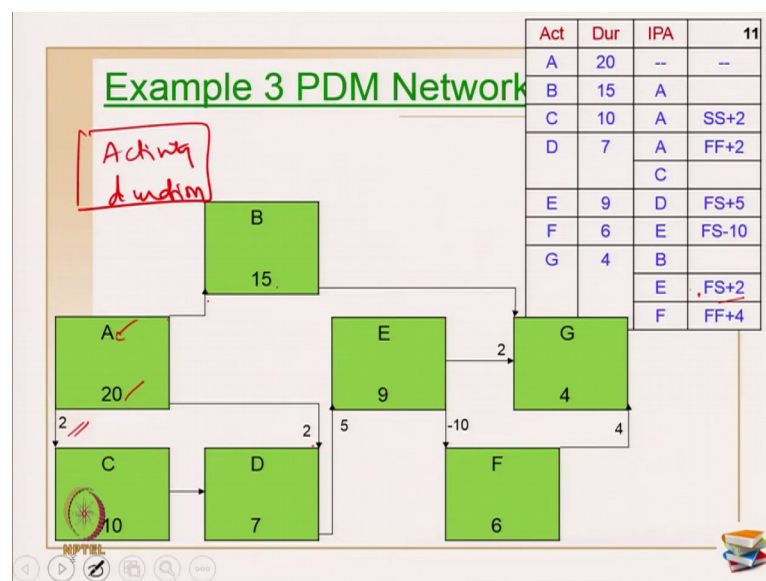 Example 3 PDM Network
Act Dur IPA 11
A 20 -- --
B 15 A
C 10 A SS+2
D 7 A FF+2
C
E 9 D FS+5
F 6 E FS-10
G 4 B
E FS+2
F FF+4
Activity
duration
B
15
A
20
E
9
2
G
4
2
2
5
-10
4
C
10
D
7
F
6
NPTEL